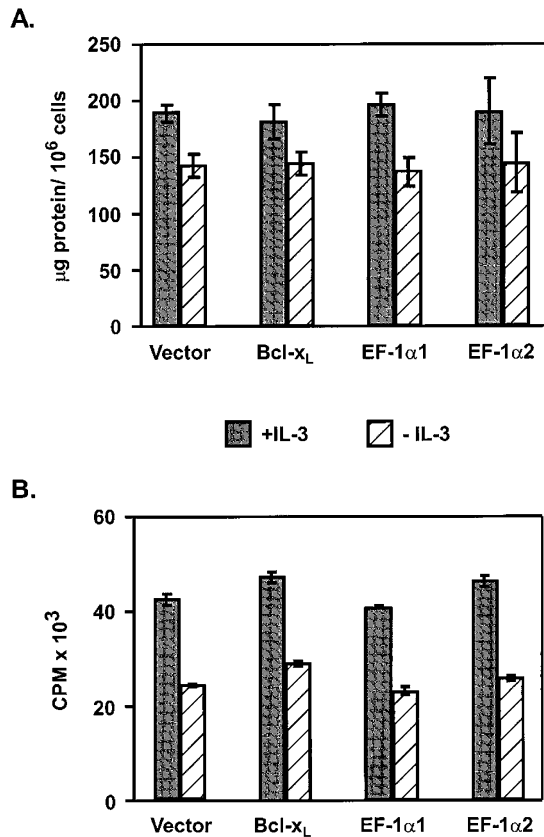 A.
250
200
150
100
50
0
µg protein/ 10⁶ cells
Vector Bcl-xL EF-1α1 EF-1α2
+IL-3 - IL-3
B.
60
40
20
0
CPM x 10³
Vector Bcl-xL EF-1α1 EF-1α2